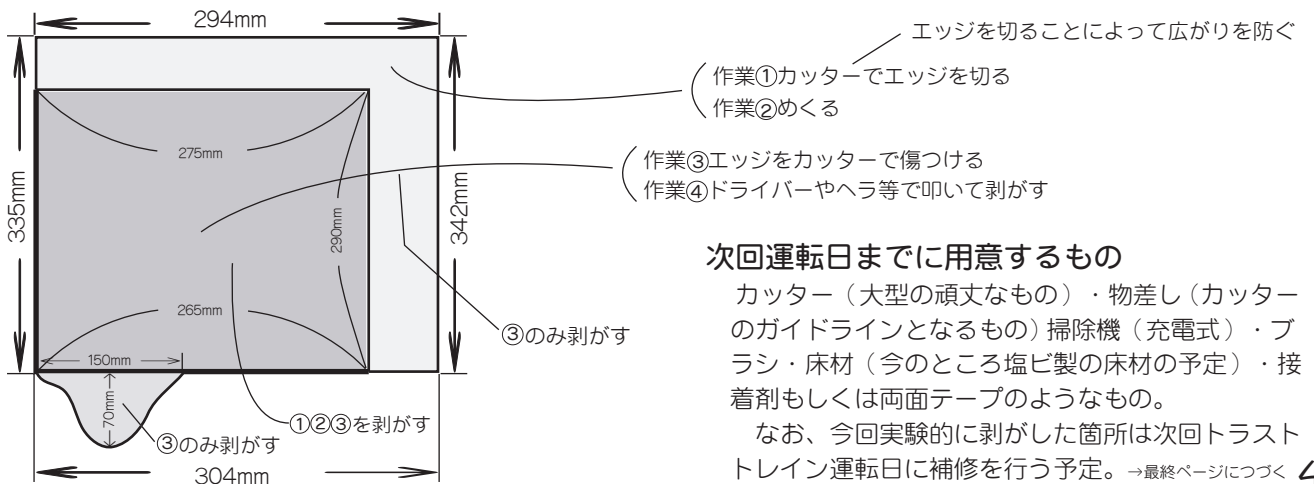 294mm
エッジを切ることによって広がりを防ぐ
作業①カッターでエッジを切る
作業②めくる
275mm
作業③エッジをカッターで傷つける
作業④ドライバーやヘラ等で叩いて剥がす
335mm
290mm
342mm
265mm
③のみ剥がす
150mm
70mm
①②③を剥がす
③のみ剥がす
304mm
次回運転日までに用意するもの
カッター（大型の頑丈なもの）・物差し（カッター
のガイドラインとなるもの）掃除機（充電式）・ブ
ラシ・床材（今のところ塩ビ製の床材の予定）・接
着剤もしくは両面テープのようなもの。
なお、今回実験的に剥がした箇所は次回トラスト
トレイン運転日に補修を行う予定。→最終ページにつづく